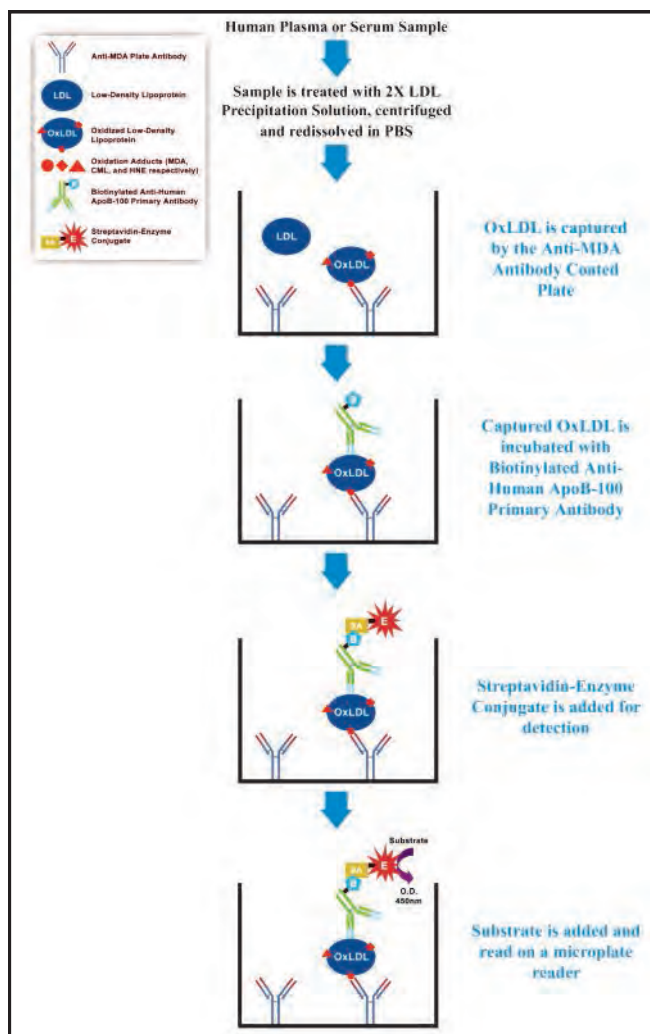 Anti-MDA Plate Antibody
LDL
Low-Density Lipoprotein
OxLDL
Oxidized Low-Density
Lipoprotein
Oxidation Adducts (MDA,
CML, and HNE respectively)
B
Biotinylated Anti-Human
ApoB-100 Primary Antibody
SA
E
Streptavidin-Enzyme
Conjugate
Human Plasma or Serum Sample
Sample is treated with 2X LDL
Precipitation Solution, centrifuged
and redissolved in PBS
LDL
OxLDL
OxLDL is captured
by the Anti-MDA
Antibody Coated
Plate
B
OxLDL
Captured OxLDL is
incubated with
Biotinylated Anti-
Human ApoB-100
Primary Antibody
SA
E
B
OxLDL
Streptavidin-Enzyme
Conjugate is added for
detection
Substrate
SA
E
B
O.D.
450nm
OxLDL
Substrate is added and
read on a microplate
reader